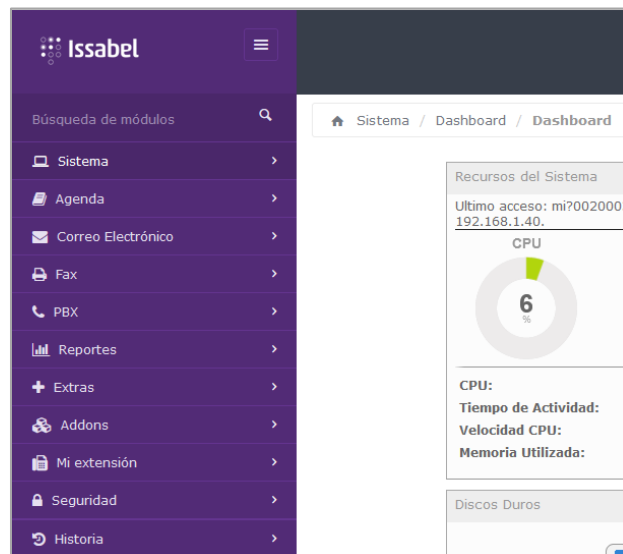 Issabel
Búsqueda de módulos
Sistema
Agenda
Correo Electrónico
Fax
PBX
Reportes
Extras
Addons
Mi extensión
Seguridad
Historia
Sistema / Dashboard / Dashboard
Recursos del Sistema
Ultimo acceso: mi?002000
192.168.1.40.
CPU
6
%
CPU:
Tiempo de Actividad:
Velocidad CPU:
Memoria Utilizada:
Discos Duros